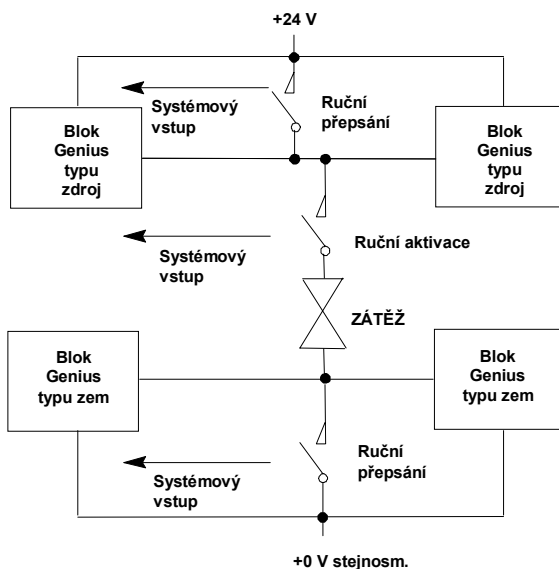 +24 V
Systémový
vstup
Ruční
přepsání
Blok
Genius
typu
zdroj
Blok
Genius
typu
zdroj
Systémový
vstup
Ruční aktivace
ZÁTĚŽ
Blok
Genius
typu zem
Blok
Genius
typu zem
Systémový
vstup
Ruční
přepsání
+0 V stejnosm.